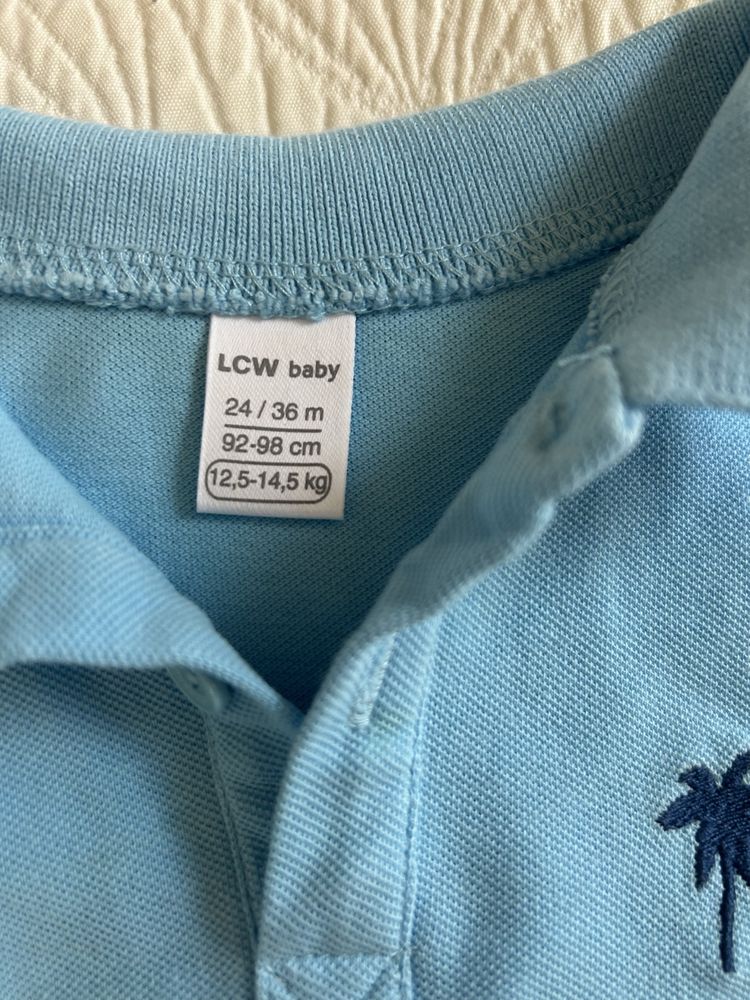 LCW baby
24 / 36 m
92-98 cm
12,5-14,5 kg